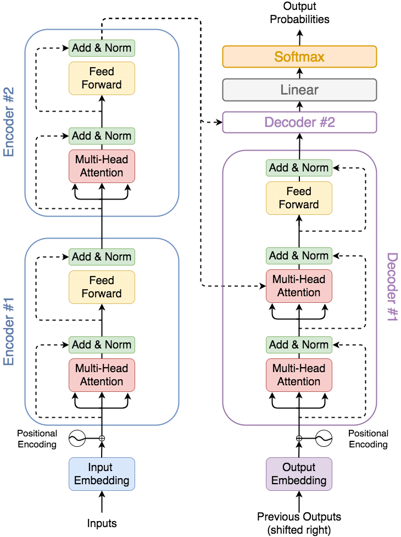 Encoder #2
Add & Norm
Feed
Forward
Add & Norm
Multi-Head
Attention
Encoder #1
Add & Norm
Feed
Forward
Add & Norm
Multi-Head
Attention
Positional
Encoding
Input
Embedding
Inputs
Output
Probabilities
Softmax
Linear
Decoder #2
Decoder #1
Add & Norm
Feed
Forward
Add & Norm
Multi-Head
Attention
Add & Norm
Multi-Head
Attention
Positional
Encoding
Output
Embedding
Previous Outputs
(shifted right)